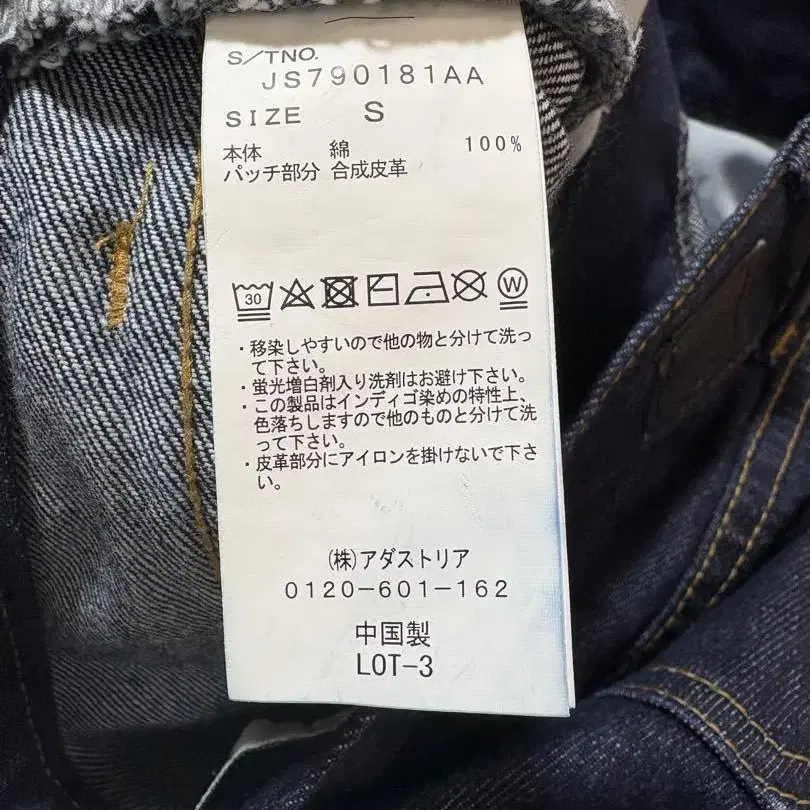 S/TNO.
JS790181AA
SIZE S
本体 綿 100%
パッチ部分 合成皮革
30 W
・移染しやすいので他の物と分けて洗っ
て下さい。
・蛍光増白剤入り洗剤はお避け下さい。
・この製品はインディゴ染めの特性上、
色落ちしますので他のものと分けて洗
って下さい。
・皮革部分にアイロンを掛けないで下さ
い。
(株)アダストリア
0120-601-162
中国製
LOT-3